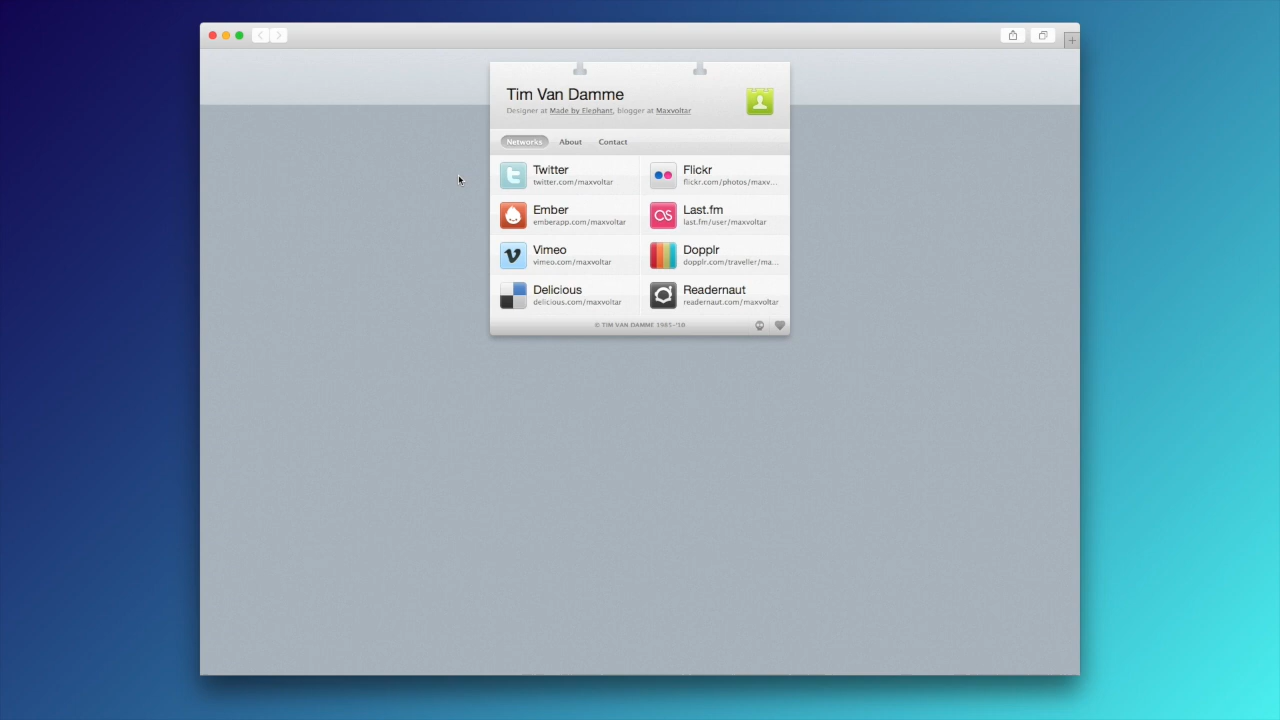 Tim Van Damme
Designer at Made by Elephant, blogger at Maxvoltar
Networks About Contact
Twitter
twitter.com/maxvoltar
Flickr
flickr.com/photos/maxv...
Ember
emberapp.com/maxvoltar
Last.fm
last.fm/user/maxvoltar
Vimeo
vimeo.com/maxvoltar
Dopplr
dopplr.com/traveller/ma...
Delicious
delicious.com/maxvoltar
Readernaut
readernaut.com/maxvoltar
© TIM VAN DAMME 1985-'10